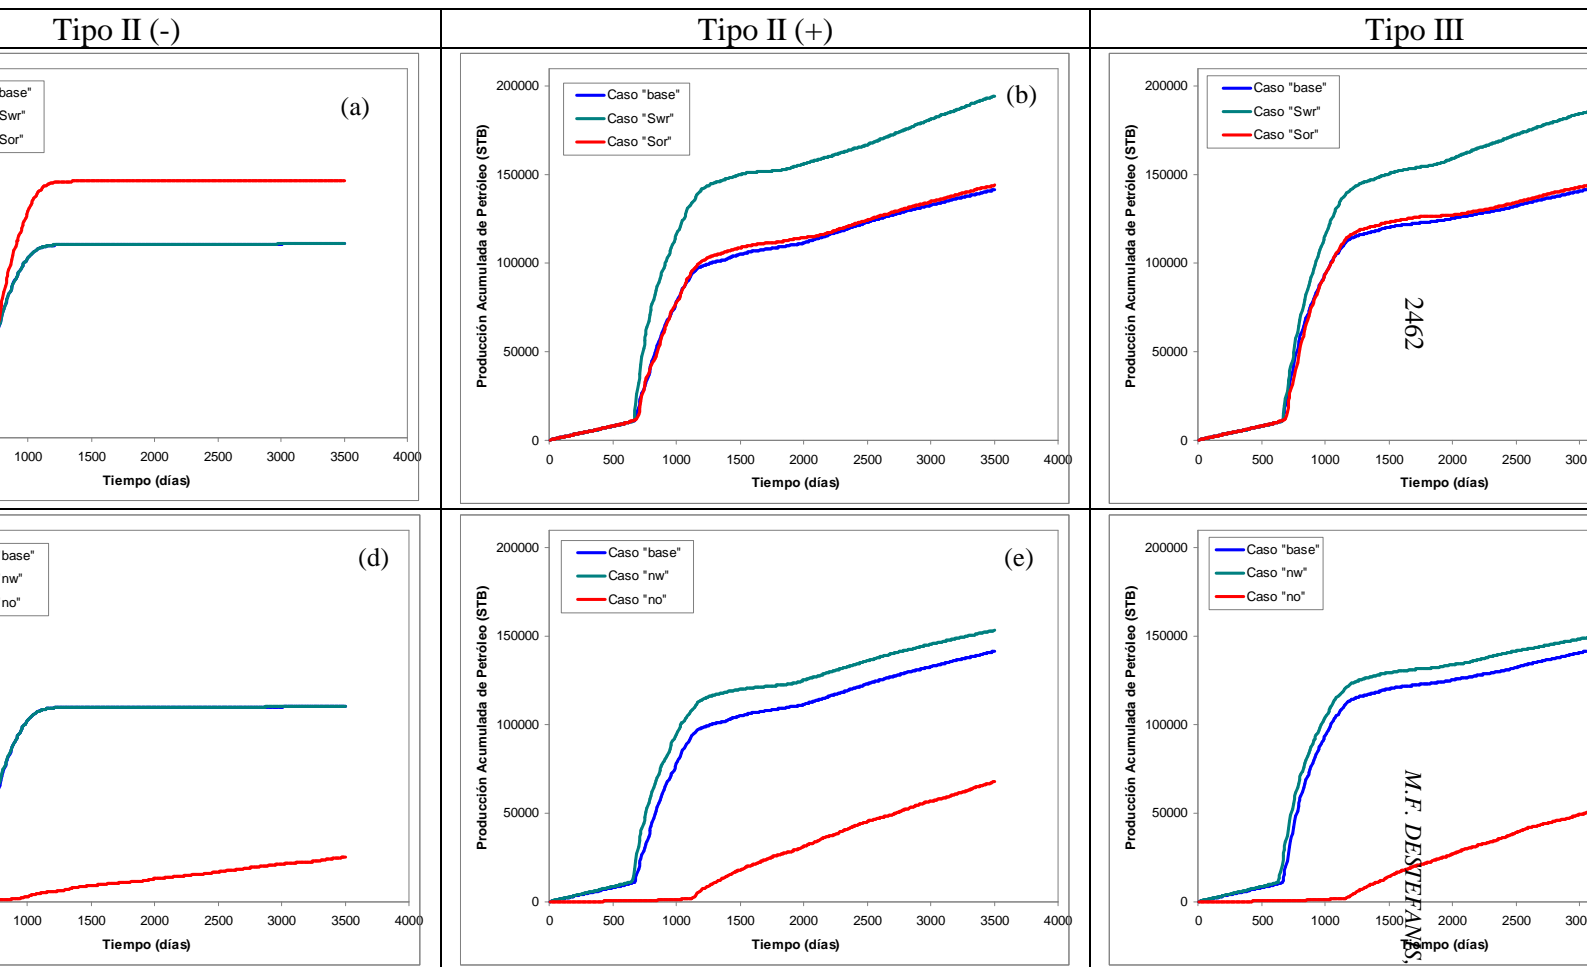 Tipo II (-)
Tipo II (+)
Tipo III
base"
Swr"
Sor"
(a)
1000 1500 2000 2500 3000 3500 4000
Tiempo (días)
Producción Acumulada de Petróleo (STB)
200000
150000
100000
50000
0
Caso "base"
Caso "Swr"
Caso "Sor"
(b)
0 500 1000 1500 2000 2500 3000 3500 4000
Tiempo (días)
Producción Acumulada de Petróleo (STB)
200000
150000
100000
50000
0
Caso "base"
Caso "Swr"
Caso "Sor"
2462
0 500 1000 1500 2000 2500 300
Tiempo (días)
base"
nw"
no"
(d)
1000 1500 2000 2500 3000 3500 4000
Tiempo (días)
Producción Acumulada de Petróleo (STB)
200000
150000
100000
50000
0
Caso "base"
Caso "nw"
Caso "no"
(e)
0 500 1000 1500 2000 2500 3000 3500 4000
Tiempo (días)
Producción Acumulada de Petróleo (STB)
200000
150000
100000
50000
0
Caso "base"
Caso "nw"
Caso "no"
M.F. DESTEFANIS,
0 500 1000 1500 2000 2500 300
Tiempo (días)